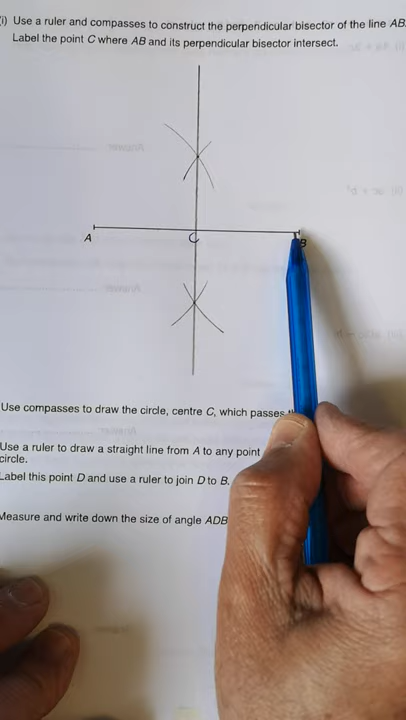 i) Use a ruler and compasses to construct the perpendicular bisector of the line AB.
Label the point C where AB and its perpendicular bisector intersect.
A
C
B
Use compasses to draw the circle, centre C, which passes
Use a ruler to draw a straight line from A to any point
circle.
Label this point D and use a ruler to join D to B.
Measure and write down the size of angle ADB